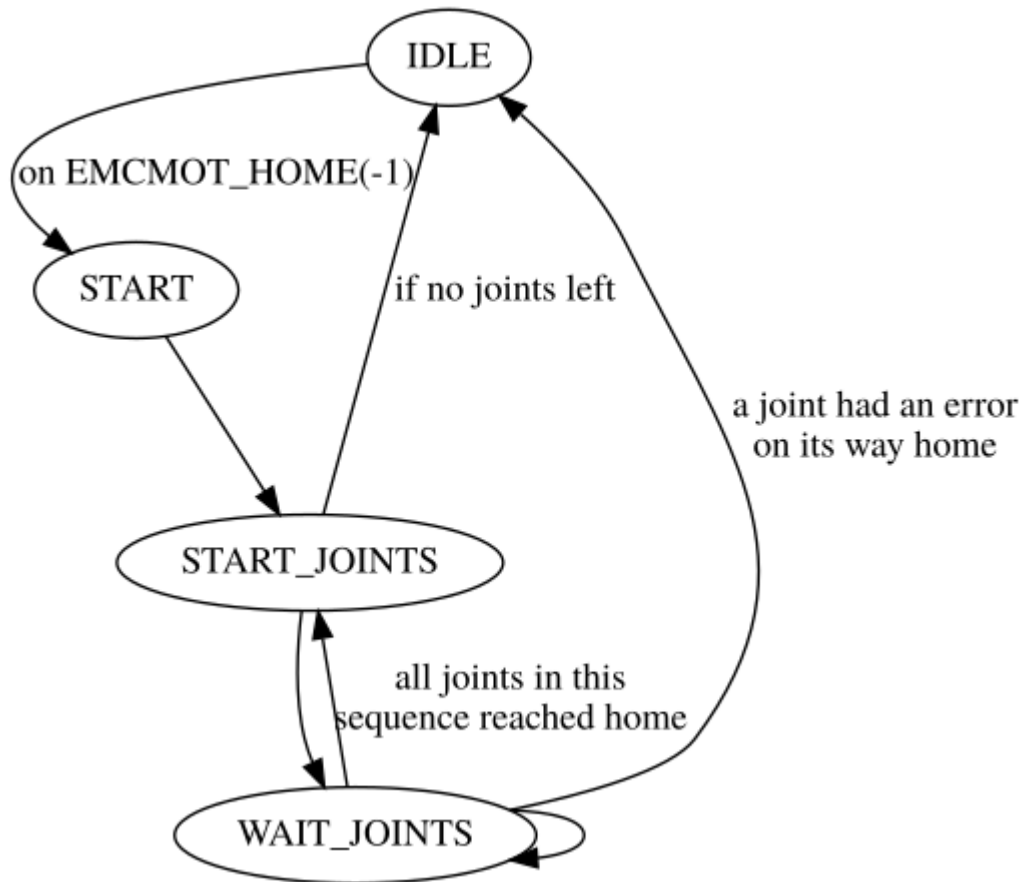 IDLE
on EMCMOT_HOME(-1)
START
if no joints left
a joint had an error
on its way home
START_JOINTS
all joints in this
sequence reached home
WAIT_JOINTS